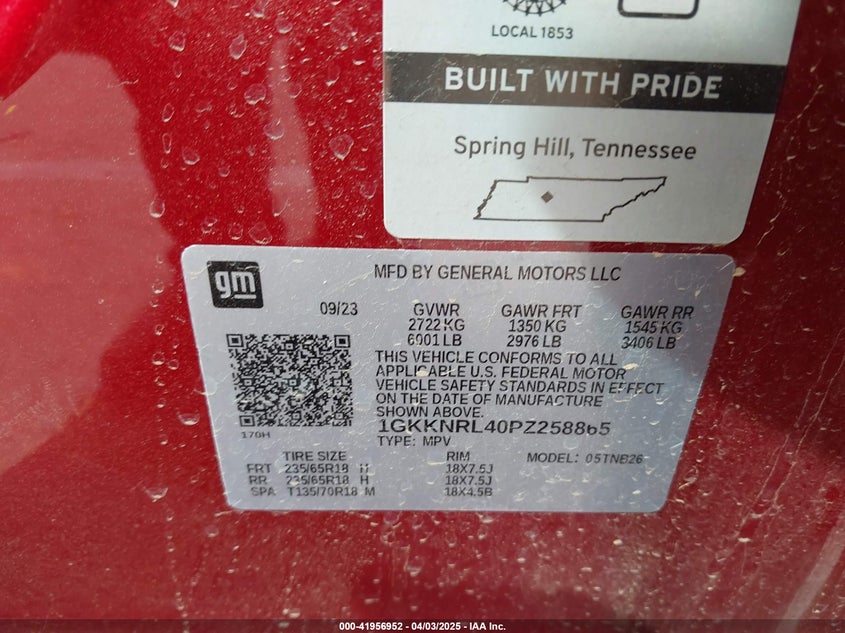 LOCAL 1853
BUILT WITH PRIDE
Spring Hill, Tennessee
gm
MFD BY GENERAL MOTORS LLC
09/23 GVWR GAWR FRT GAWR RR
2722 KG 1350 KG 1545 KG
6001 LB 2976 LB 3406 LB
THIS VEHICLE CONFORMS TO ALL
APPLICABLE U.S. FEDERAL MOTOR
VEHICLE SAFETY STANDARDS IN EFFECT
ON THE DATE OF MANUFACTURE
SHOWN ABOVE.
170H
1GKKNRL40PZ258865
TYPE: MPV MODEL: 05TNB26
TIRE SIZE RIM
FRT 235/65R18 H 18X7.5J
RR 235/65R18 H 18X7.5J
SPA T135/70R18 M 18X4.5B
000-41956952 | 04/03/2025 - IAA Inc.